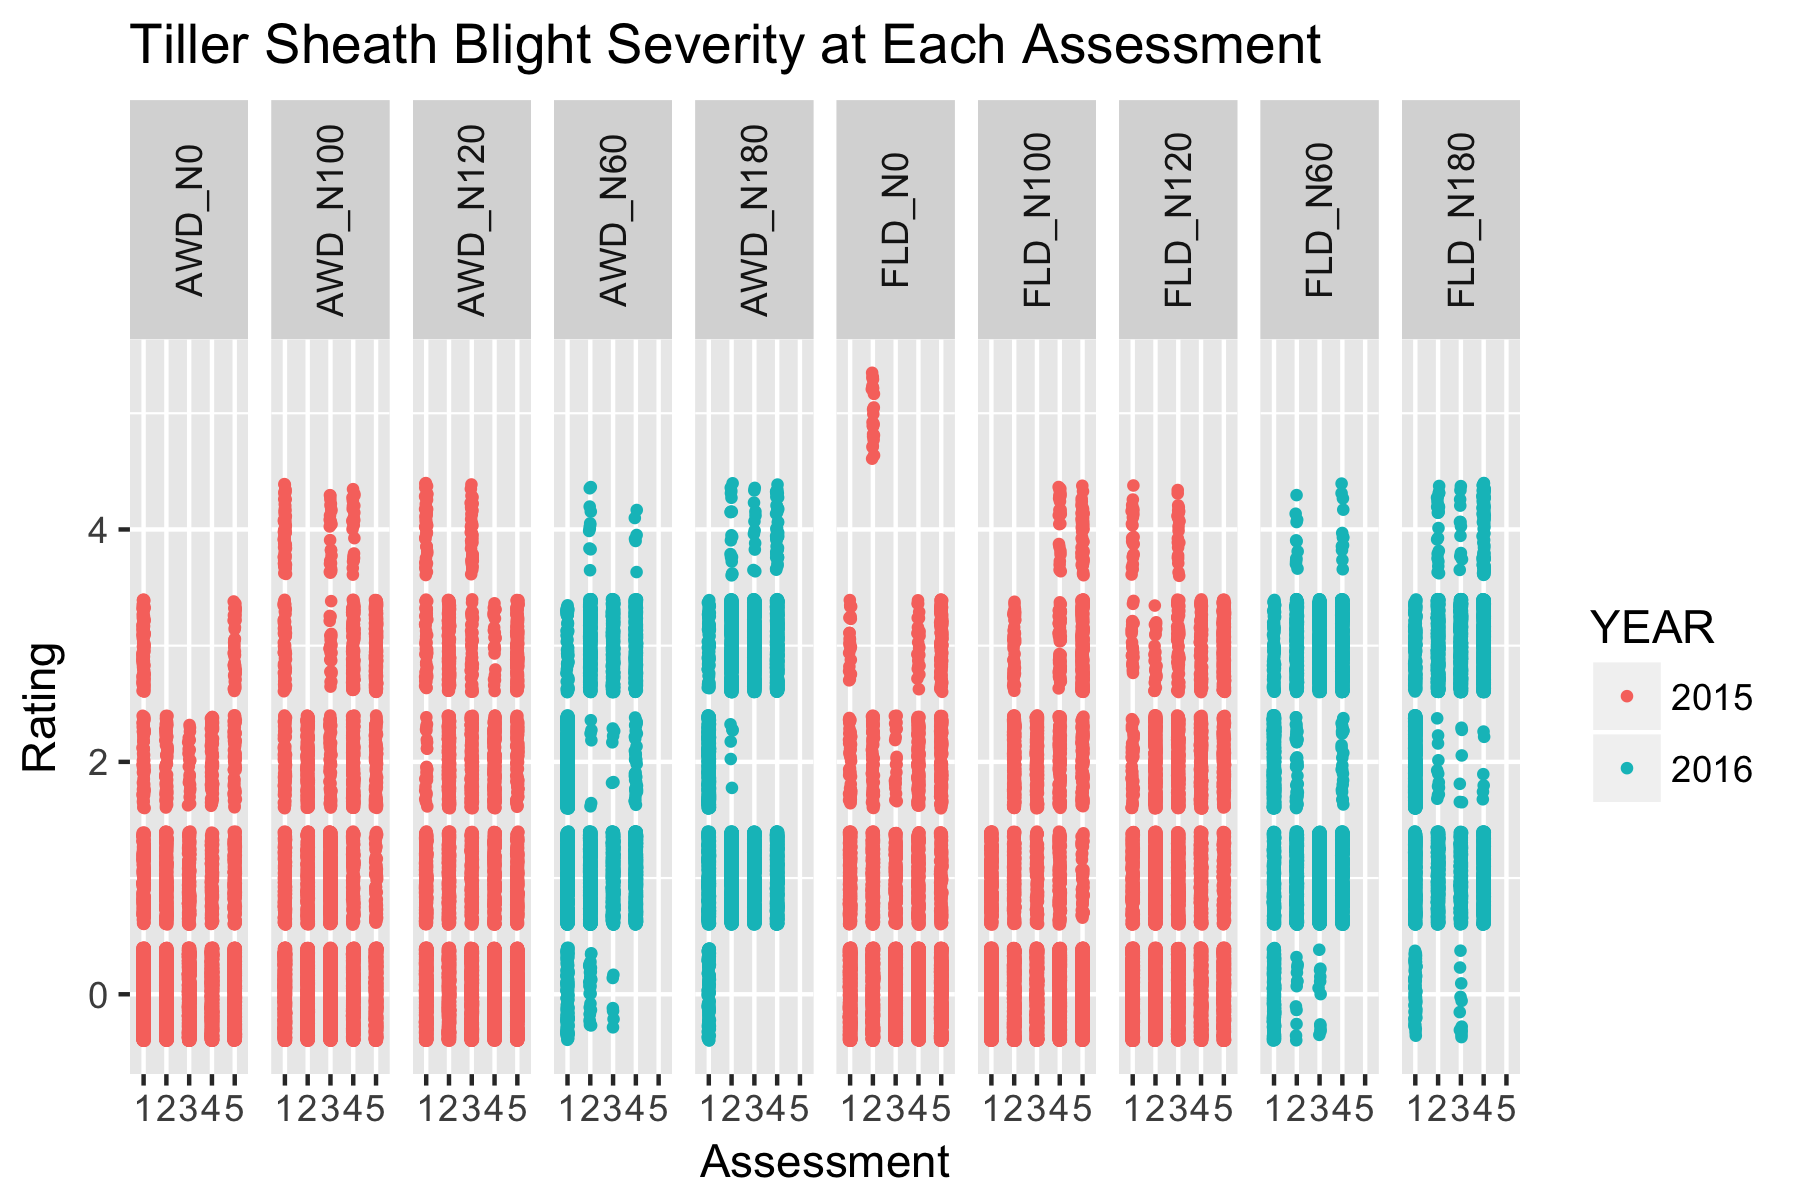 Tiller Sheath Blight Severity at Each Assessment
AWD_N0
AWD_N100
AWD_N120
AWD_N60
AWD_N180
FLD_N0
FLD_N100
FLD_N120
FLD_N60
FLD_N180
Rating
4
2
0
12345 12345 12345 12345 12345 12345 12345 12345 12345 12345
Assessment
YEAR
2015
2016